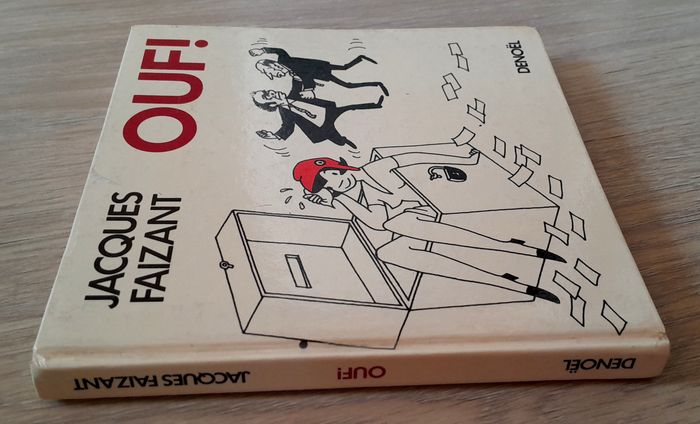 JACQUES
FAIZANT
OUF!
DENOËL
JACQUES FAIZANT
OUF!
DENOËL